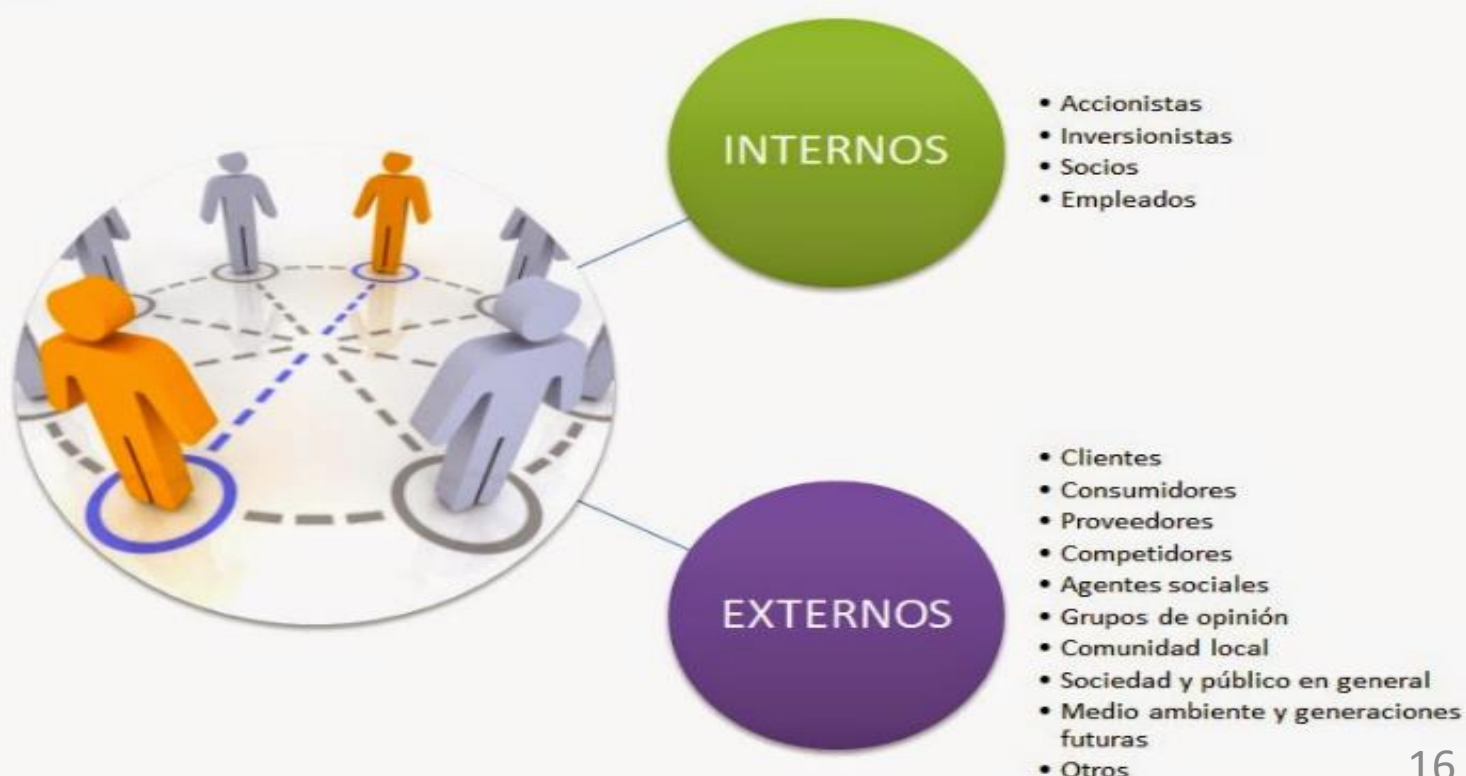 INTERNOS
• Accionistas
• Inversionistas
• Socios
• Empleados
EXTERNOS
• Clientes
• Consumidores
• Proveedores
• Competidores
• Agentes sociales
• Grupos de opinión
• Comunidad local
• Sociedad y público en general
• Medio ambiente y generaciones
futuras
• Otros
16